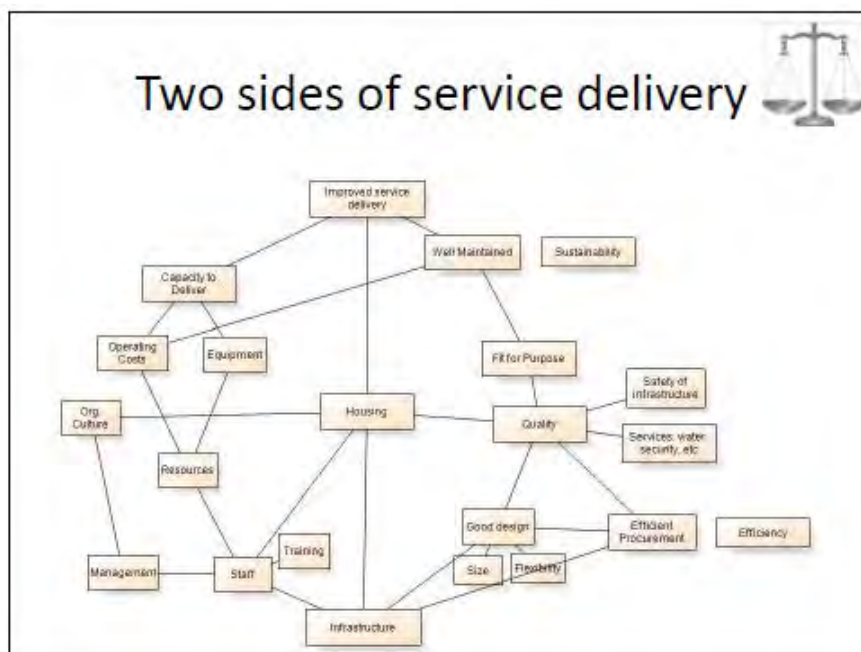 Two sides of service delivery
Improved service
delivery
Well Maintained
Sustainability
Capacity to
Deliver
Operating
Costs
Equipment
Fit for Purpose
Safety of
infrastructure
Org.
Culture
Housing
Quality
Services: water
security, etc
Resources
Good design
Efficient
Procurement
Efficiency
Training
Management
Staff
Size
Flexibility
Infrastructure